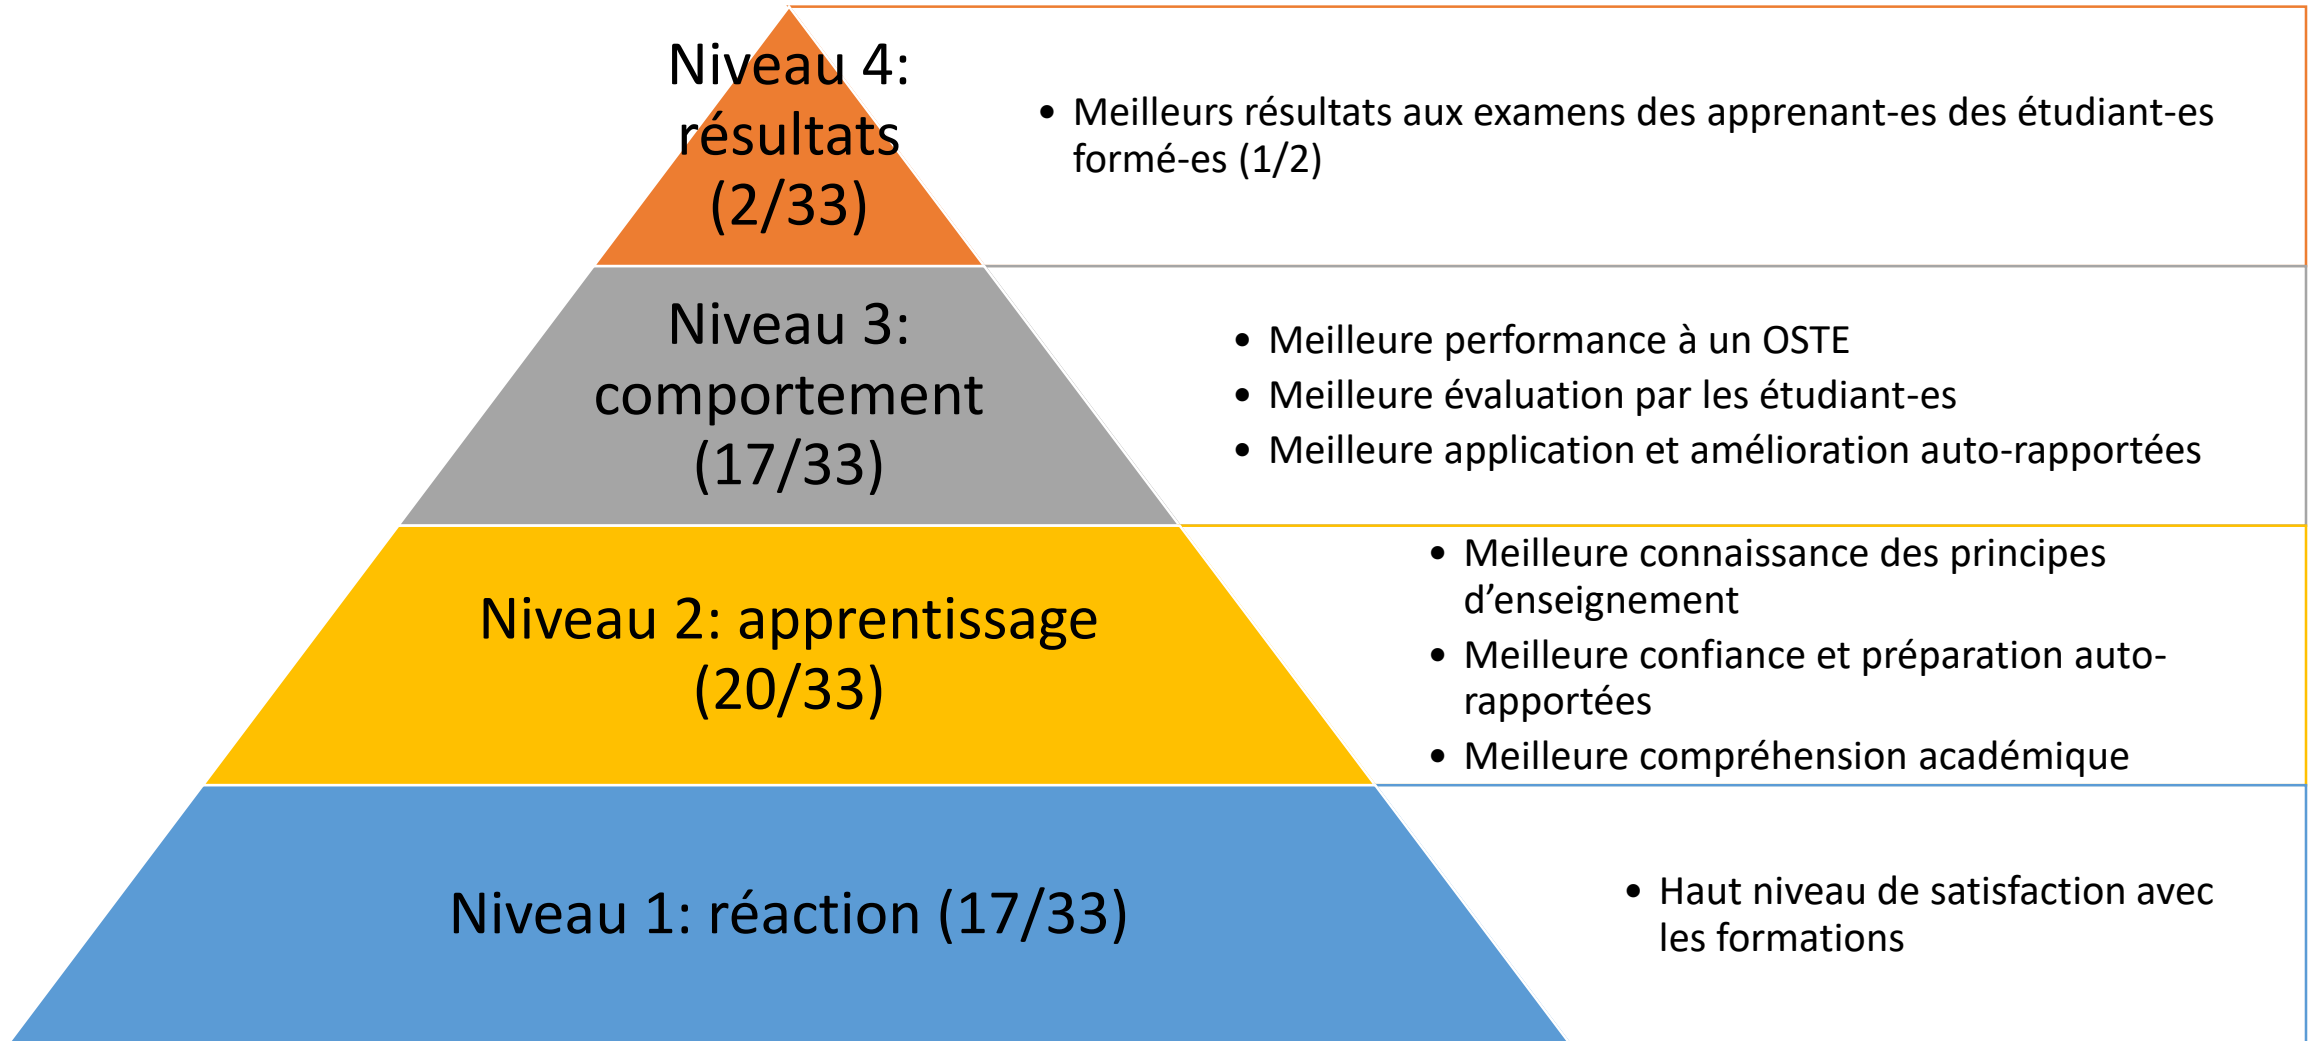 Niveau 4:
résultats
(2/33)
• Meilleurs résultats aux examens des apprenant-es des étudiant-es
formé-es (1/2)
Niveau 3:
comportement
(17/33)
• Meilleure performance à un OSTE
• Meilleure évaluation par les étudiant-es
• Meilleure application et amélioration auto-rapportées
Niveau 2: apprentissage
(20/33)
• Meilleure connaissance des principes
d’enseignement
• Meilleure confiance et préparation auto-
rapportées
• Meilleure compréhension académique
Niveau 1: réaction (17/33)
• Haut niveau de satisfaction avec
les formations